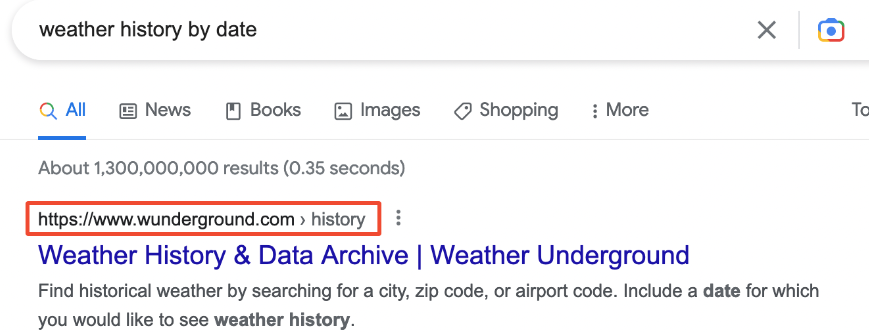 weather history by date
All News Books Images Shopping More To
About 1,300,000,000 results (0.35 seconds)
https://www.wunderground.com › history
Weather History & Data Archive | Weather Underground
Find historical weather by searching for a city, zip code, or airport code. Include a date for which
you would like to see weather history.